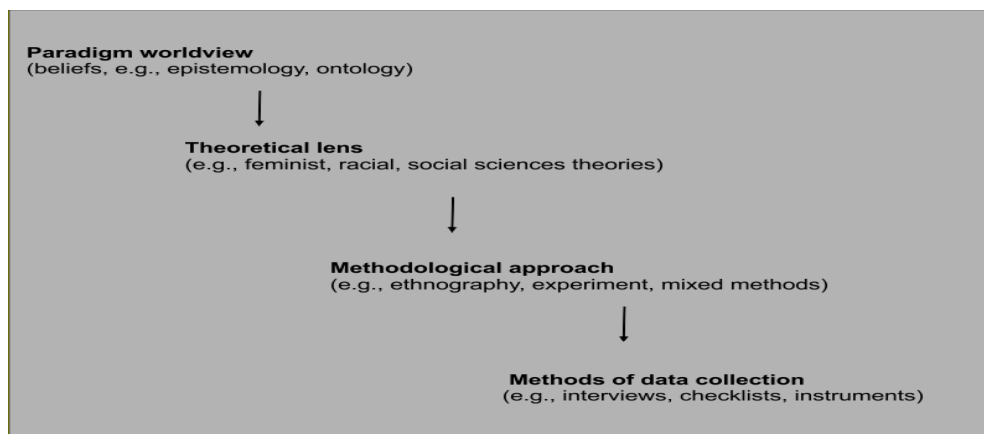 Paradigm worldview
(beliefs, e.g., epistemology, ontology)
Theoretical lens
(e.g., feminist, racial, social sciences theories)
Methodological approach
(e.g., ethnography, experiment, mixed methods)
Methods of data collection
(e.g., interviews, checklists, instruments)